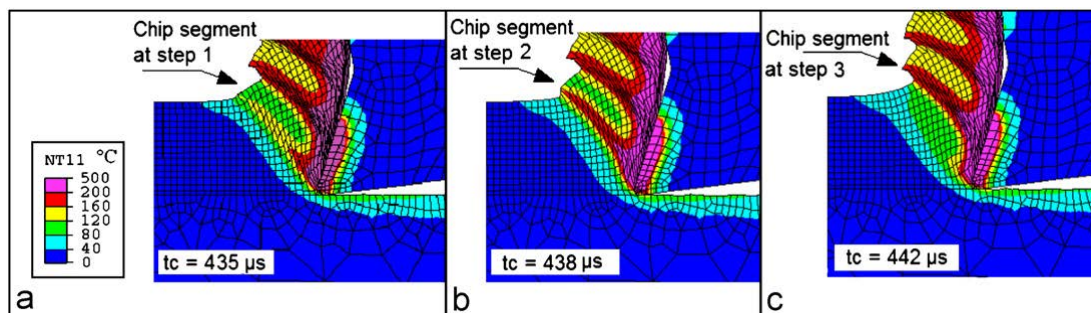 Chip segment
at step 1
NT11 °C
500
200
160
120
80
40
0
tc = 435 µs
a
Chip segment
at step 2
tc = 438 µs
b
Chip segment
at step 3
tc = 442 µs
c